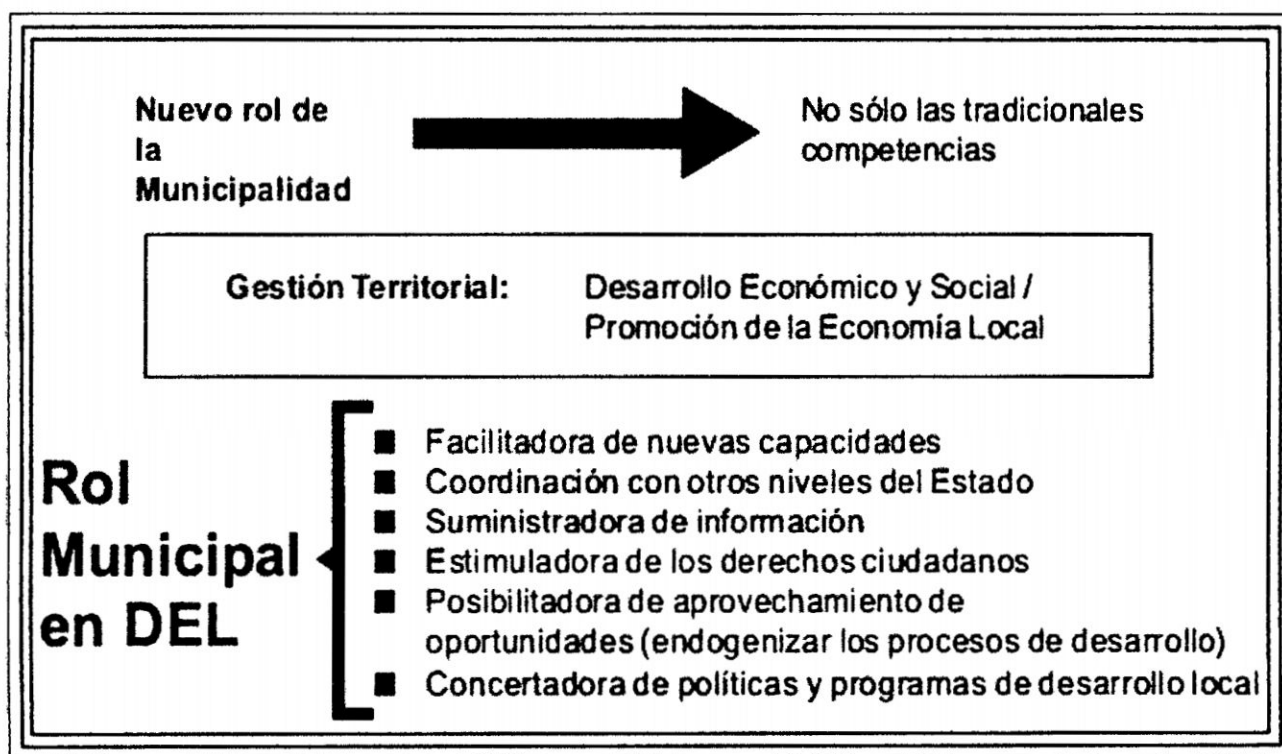 Nuevo rol de
la
Municipalidad
No sólo las tradicionales
competencias
Gestión Territorial:
Desarrollo Económico y Social /
Promoción de la Economía Local
Rol
Municipal
en DEL
■ Facilitadora de nuevas capacidades
■ Coordinación con otros niveles del Estado
■ Suministradora de información
■ Estimuladora de los derechos ciudadanos
■ Posibilitadora de aprovechamiento de
oportunidades (endogenizar los procesos de desarrollo)
■ Concertadora de políticas y programas de desarrollo local